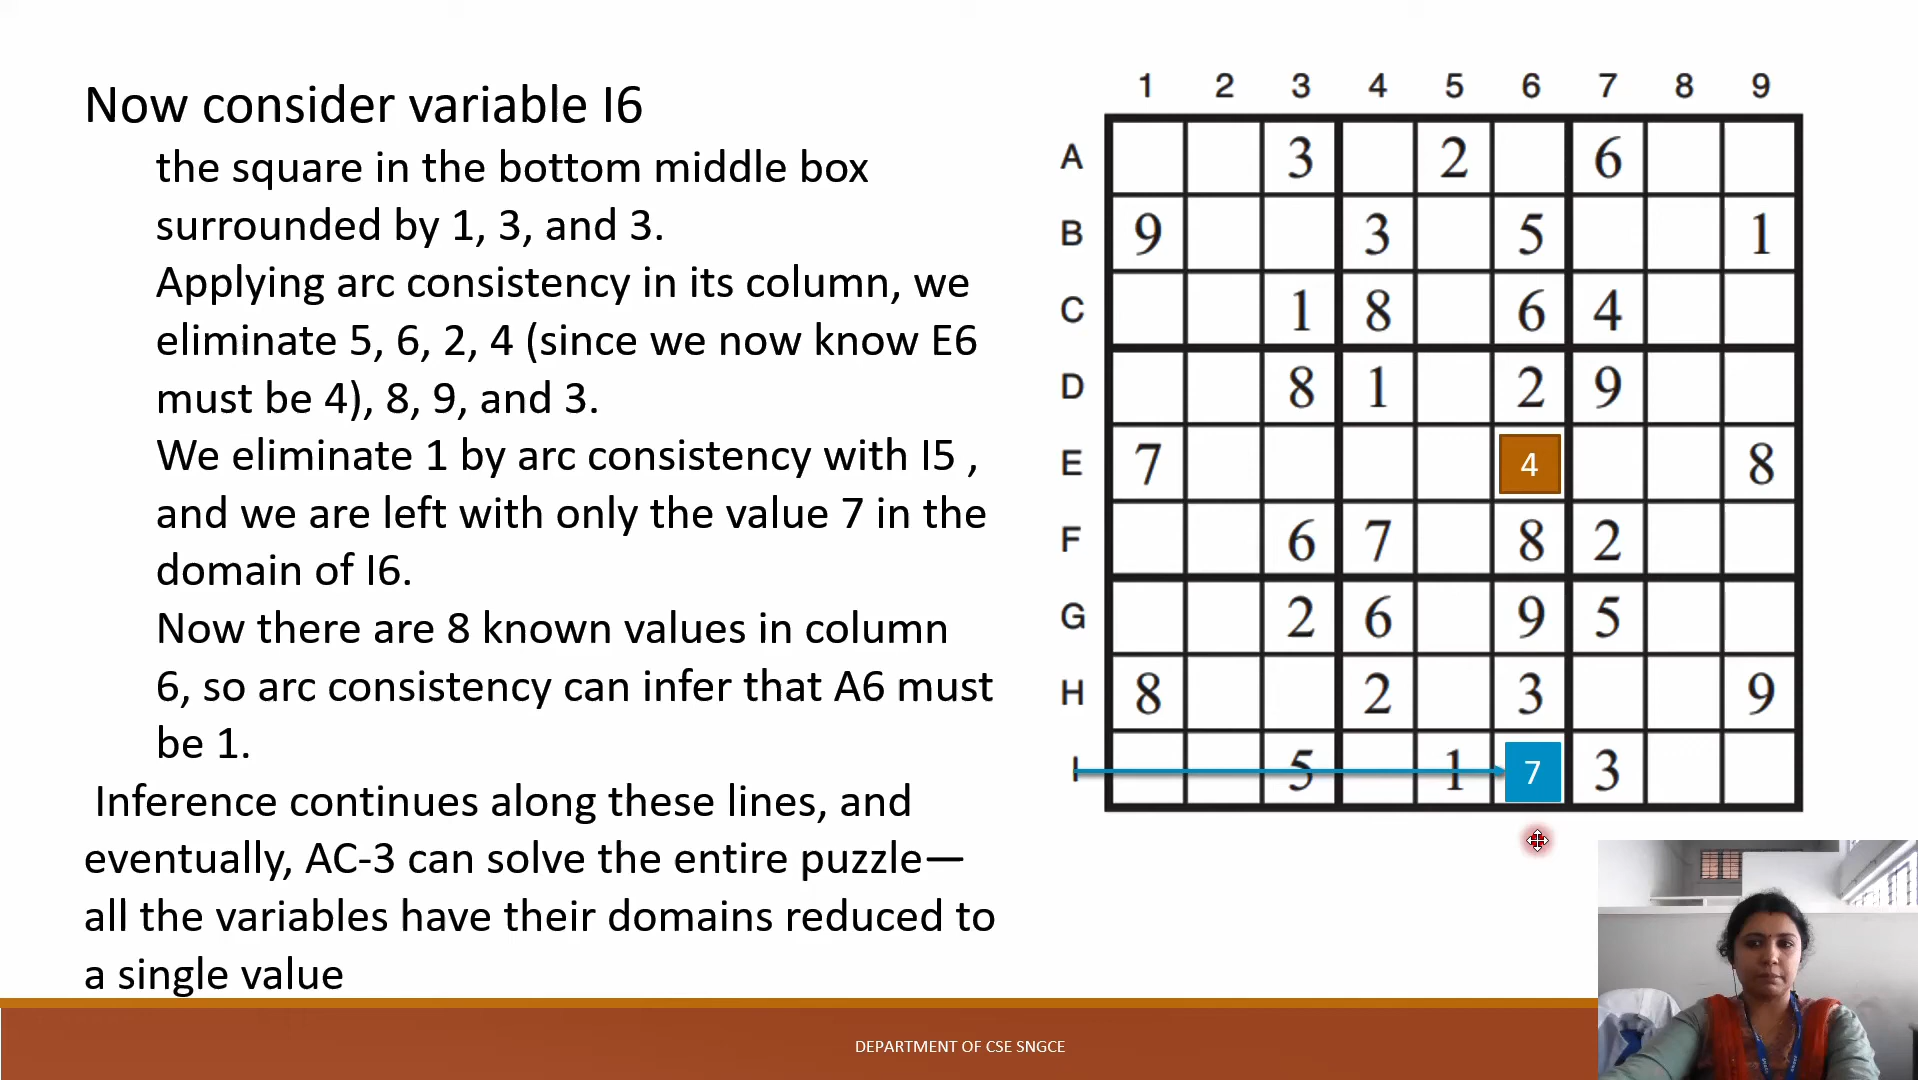 Now consider variable I6
the square in the bottom middle box
surrounded by 1, 3, and 3.
Applying arc consistency in its column, we
eliminate 5, 6, 2, 4 (since we now know E6
must be 4), 8, 9, and 3.
We eliminate 1 by arc consistency with I5 ,
and we are left with only the value 7 in the
domain of I6.
Now there are 8 known values in column
6, so arc consistency can infer that A6 must
be 1.
Inference continues along these lines, and
eventually, AC-3 can solve the entire puzzle—
all the variables have their domains reduced to
a single value
1 2 3 4 5 6 7 8 9
A 3 2 6
B 9 3 5 1
C 1 8 6 4
D 8 1 2 9
E 7 4 8
F 6 7 8 2
G 2 6 9 5
H 8 2 3 9
I 5 1 7 3
DEPARTMENT OF CSE SNGCE